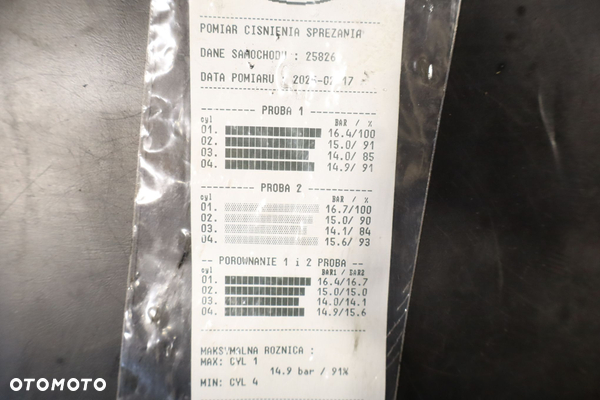 POMIAR CISNIENIA SPREZANIA
DANE SAMOCHODU : 25826
DATA POMIARU :
--------- PROBA 1 ---------
cyl BAR / %
01. 16.4/100
02. 15.0/ 91
03. 14.0/ 85
04. 14.9/ 91
--------- PROBA 2 ---------
cyl BAR / %
01. 16.7/100
02. 15.0/ 90
03. 14.1/ 84
04. 15.6/ 93
-- POROWNANIE 1 i 2 PROBA --
cyl BAR1/
01. 16.4/16.7
02. 15.0/15.0
03. 14.0/14.1
04. 14.9/15.6
MAKSYMALNA ROZNICA :
MAX: CYL 1
14.9 bar / 91%
MIN: CYL 4
OTOMOTO